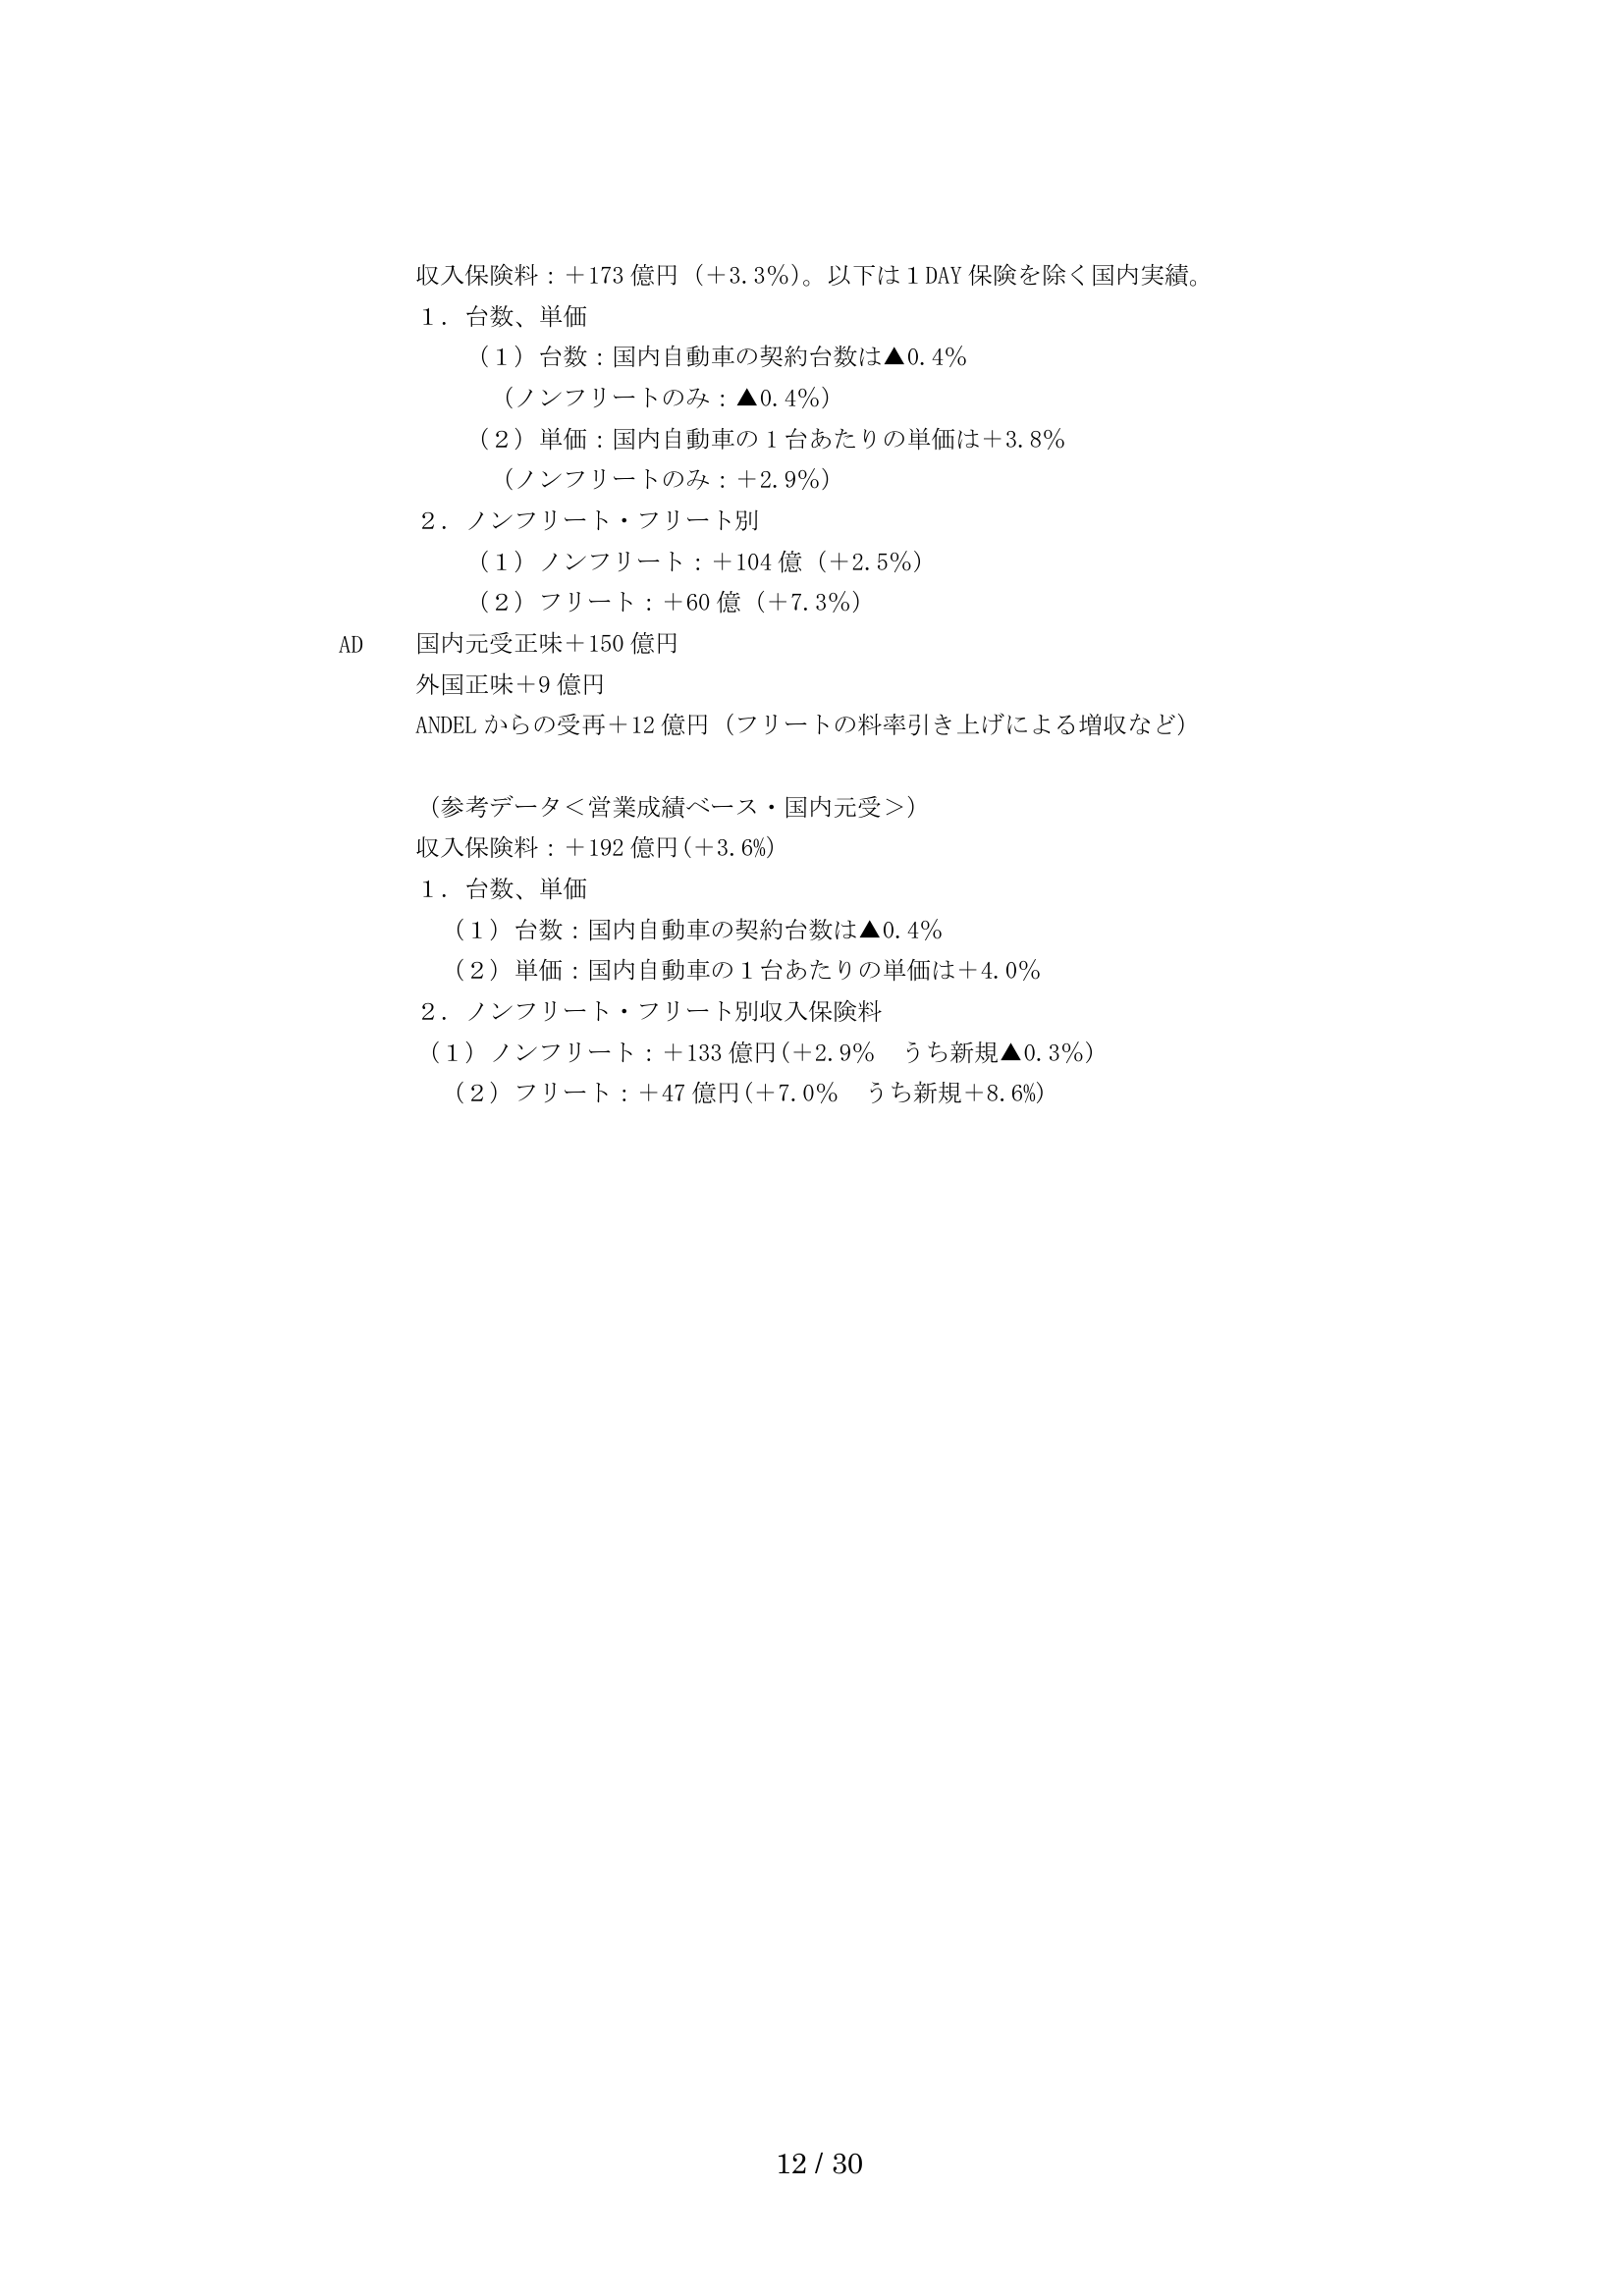 収入保険料：＋173 億円（＋3.3％）。以下は１DAY 保険を除く国内実績。
１．台数、単価
（１）台数：国内自動車の契約台数は▲0.4％
（ノンフリートのみ：▲0.4％）
（２）単価：国内自動車の 1 台あたりの単価は＋3.8％
（ノンフリートのみ：＋2.9％）
２．ノンフリート・フリート別
（１）ノンフリート：＋104 億（＋2.5％）
（２）フリート：＋60 億（＋7.3％）
AD 国内元受正味＋150 億円
外国正味＋9 億円
ANDEL からの受再＋12 億円（フリートの料率引き上げによる増収など）
（参考データ＜営業成績ベース・国内元受＞）
収入保険料：＋192 億円(＋3.6%)
１．台数、単価
（１）台数：国内自動車の契約台数は▲0.4％
（２）単価：国内自動車の１台あたりの単価は＋4.0％
２．ノンフリート・フリート別収入保険料
（１）ノンフリート：＋133 億円(＋2.9％　うち新規▲0.3％)
（２）フリート：＋47 億円(＋7.0％　うち新規＋8.6%)
12 / 30